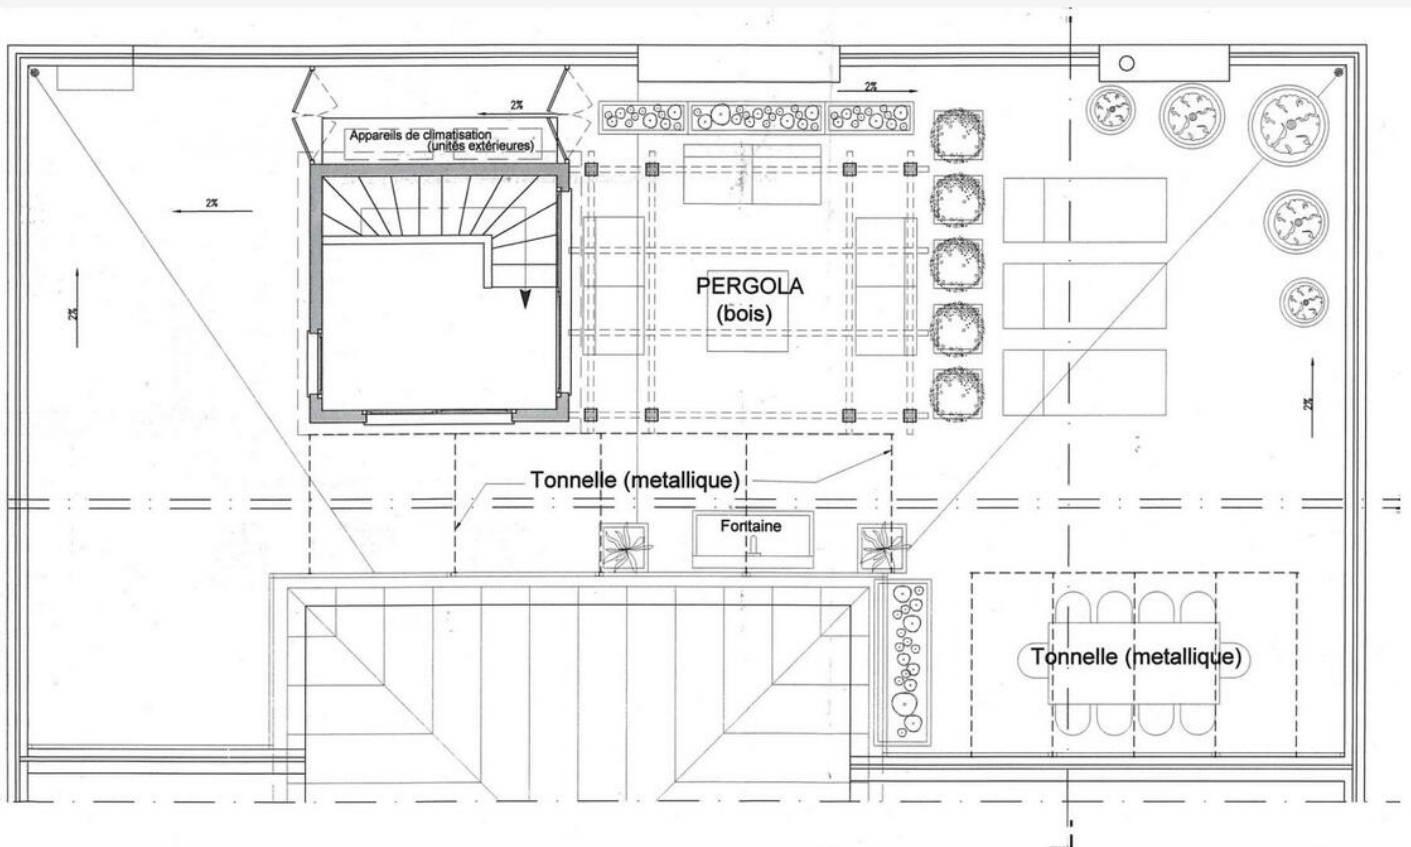 2%
2%
Appareils de climatisation
(unités extérieures)
2%
2%
2%
PERGOLA
(bois)
Tonnelle (metallique)
Fontaine
Tonnelle (metallique)